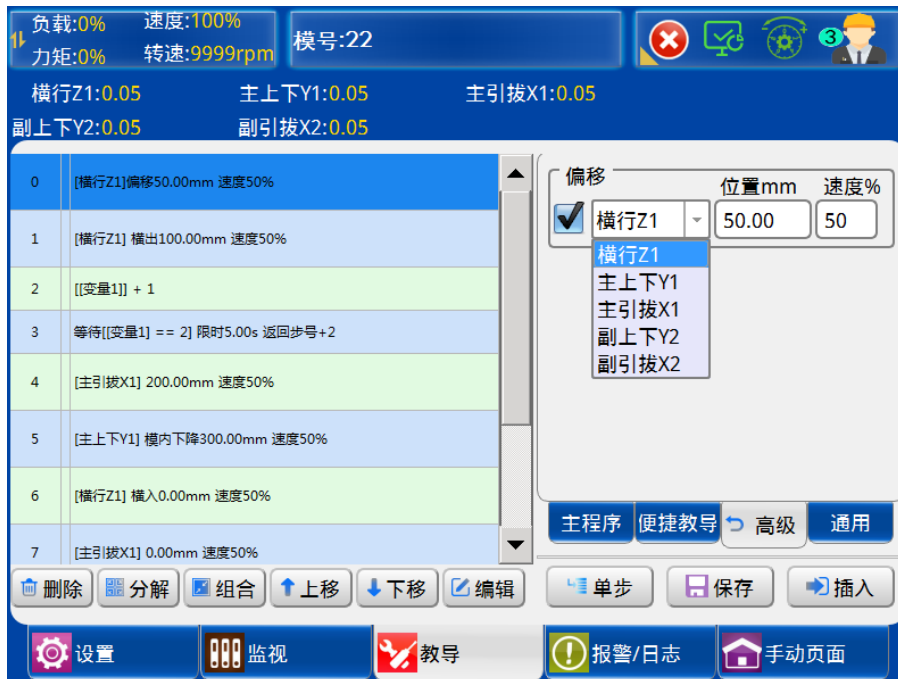 负载:0% 速度:100%
力矩:0% 转速:9999rpm
模号:22
3
横行Z1:0.05 主上下Y1:0.05 主引拔X1:0.05
副上下Y2:0.05 副引拔X2:0.05
0 [横行Z1]偏移50.00mm 速度50%
1 [横行Z1] 横出100.00mm 速度50%
2 [[变量1]] + 1
3 等待[[变量1] == 2] 限时5.00s 返回步号+2
4 [主引拔X1] 200.00mm 速度50%
5 [主上下Y1] 模内下降300.00mm 速度50%
6 [横行Z1] 横入0.00mm 速度50%
7 [主引拔X1] 0.00mm 速度50%
偏移 位置mm 速度%
横行Z1 50.00 50
横行Z1
主上下Y1
主引拔X1
副上下Y2
副引拔X2
主程序 便捷教导 高级 通用
删除 分解 组合 上移 下移 编辑 单步 保存 插入
设置 监视 教导 报警/日志 手动页面